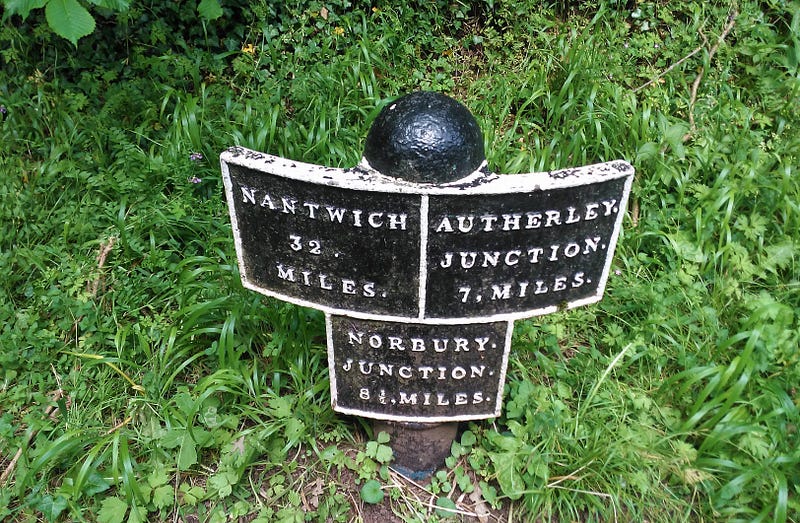 NANTWICH
32.
MILES.
AUTHERLEY.
JUNCTION.
7, MILES.
NORBURY.
JUNCTION.
8½, MILES.